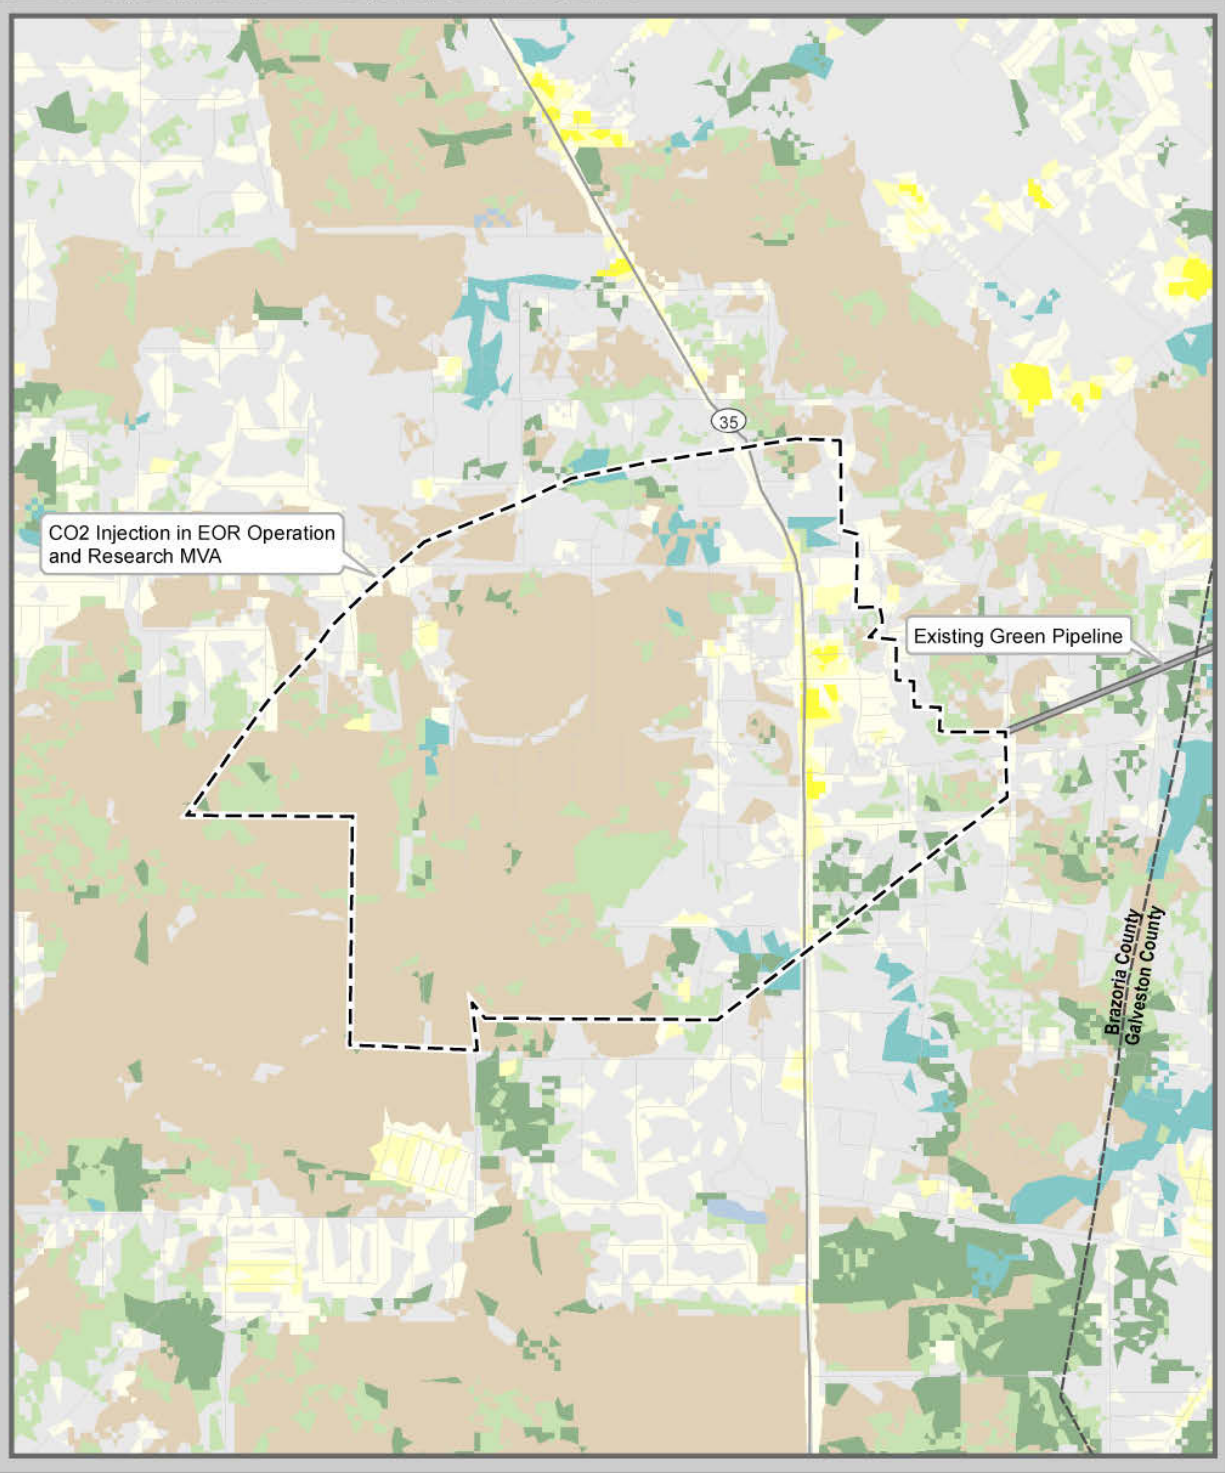 35
CO2 Injection in EOR Operation
and Research MVA
Existing Green Pipeline
Brazoria County
Galveston County